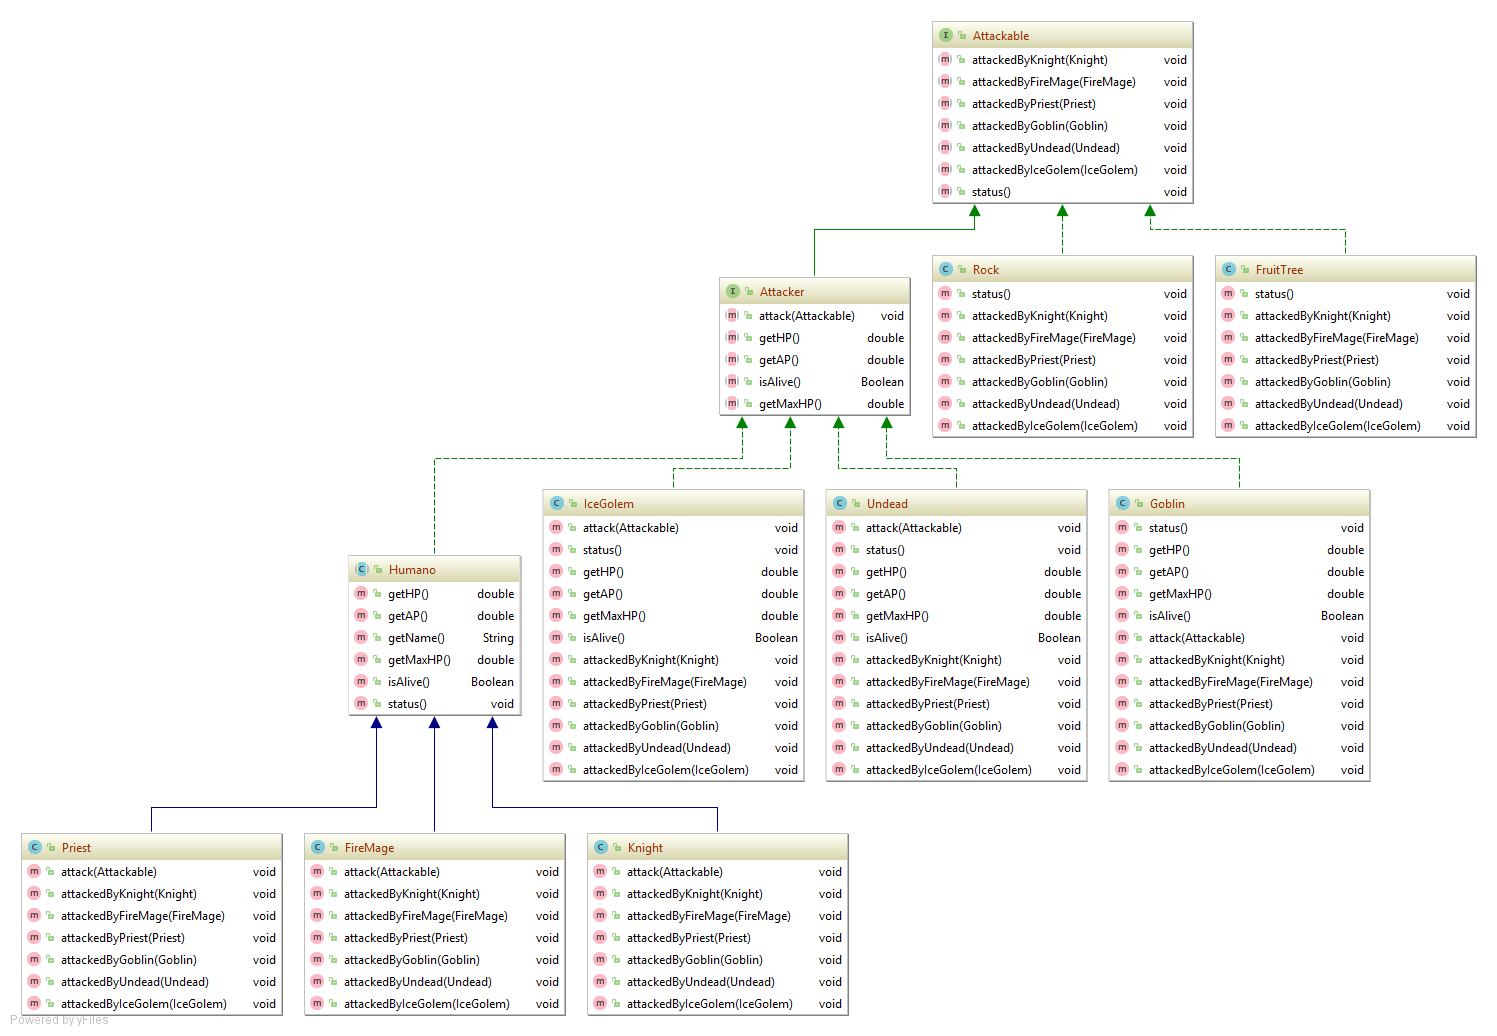 Attackable
attackedByKnight(Knight) void
attackedByFireMage(FireMage) void
attackedByPriest(Priest) void
attackedByGoblin(Goblin) void
attackedByUndead(Undead) void
attackedByIceGolem(IceGolem) void
status() void
Attacker
attack(Attackable) void
getHP() double
getAP() double
isAlive() Boolean
getMaxHP() double
Rock
status() void
attackedByKnight(Knight) void
attackedByFireMage(FireMage) void
attackedByPriest(Priest) void
attackedByGoblin(Goblin) void
attackedByUndead(Undead) void
attackedByIceGolem(IceGolem) void
FruitTree
status() void
attackedByKnight(Knight) void
attackedByFireMage(FireMage) void
attackedByPriest(Priest) void
attackedByGoblin(Goblin) void
attackedByUndead(Undead) void
attackedByIceGolem(IceGolem) void
Humano
getHP() double
getAP() double
getName() String
getMaxHP() double
isAlive() Boolean
status() void
IceGolem
attack(Attackable) void
status() void
getHP() double
getAP() double
getMaxHP() double
isAlive() Boolean
attackedByKnight(Knight) void
attackedByFireMage(FireMage) void
attackedByPriest(Priest) void
attackedByGoblin(Goblin) void
attackedByUndead(Undead) void
attackedByIceGolem(IceGolem) void
Undead
attack(Attackable) void
status() void
getHP() double
getAP() double
getMaxHP() double
isAlive() Boolean
attackedByKnight(Knight) void
attackedByFireMage(FireMage) void
attackedByPriest(Priest) void
attackedByGoblin(Goblin) void
attackedByUndead(Undead) void
attackedByIceGolem(IceGolem) void
Goblin
status() void
getHP() double
getAP() double
getMaxHP() double
isAlive() Boolean
attack(Attackable) void
attackedByKnight(Knight) void
attackedByFireMage(FireMage) void
attackedByPriest(Priest) void
attackedByGoblin(Goblin) void
attackedByUndead(Undead) void
attackedByIceGolem(IceGolem) void
Priest
attack(Attackable) void
attackedByKnight(Knight) void
attackedByFireMage(FireMage) void
attackedByPriest(Priest) void
attackedByGoblin(Goblin) void
attackedByUndead(Undead) void
attackedByIceGolem(IceGolem) void
FireMage
attack(Attackable) void
attackedByKnight(Knight) void
attackedByFireMage(FireMage) void
attackedByPriest(Priest) void
attackedByGoblin(Goblin) void
attackedByUndead(Undead) void
attackedByIceGolem(IceGolem) void
Knight
attack(Attackable) void
attackedByKnight(Knight) void
attackedByFireMage(FireMage) void
attackedByPriest(Priest) void
attackedByGoblin(Goblin) void
attackedByUndead(Undead) void
attackedByIceGolem(IceGolem) void
Powered by yFiles